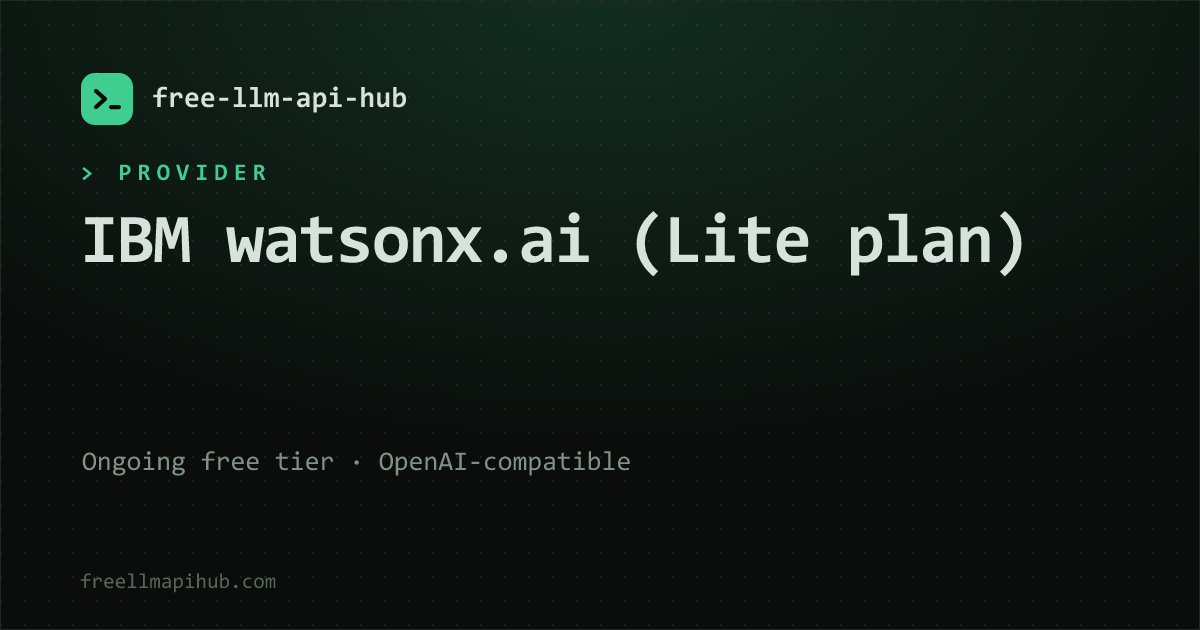 free-llm-api-hub
> PROVIDER
IBM watsonx.ai (Lite plan)
Ongoing free tier · OpenAI-compatible
freellmapihub.com